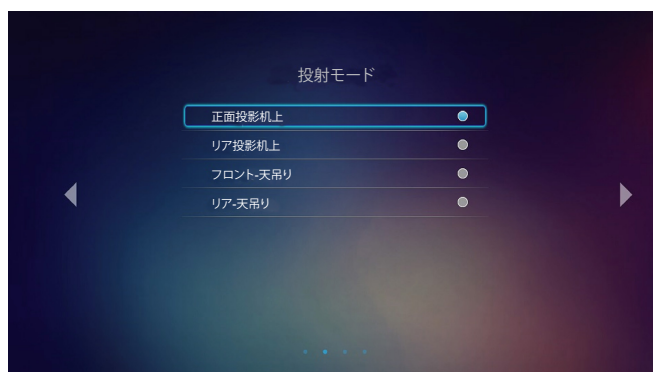 投射モード
正面投影机上
リア投影机上
フロント-天吊り
リア-天吊り